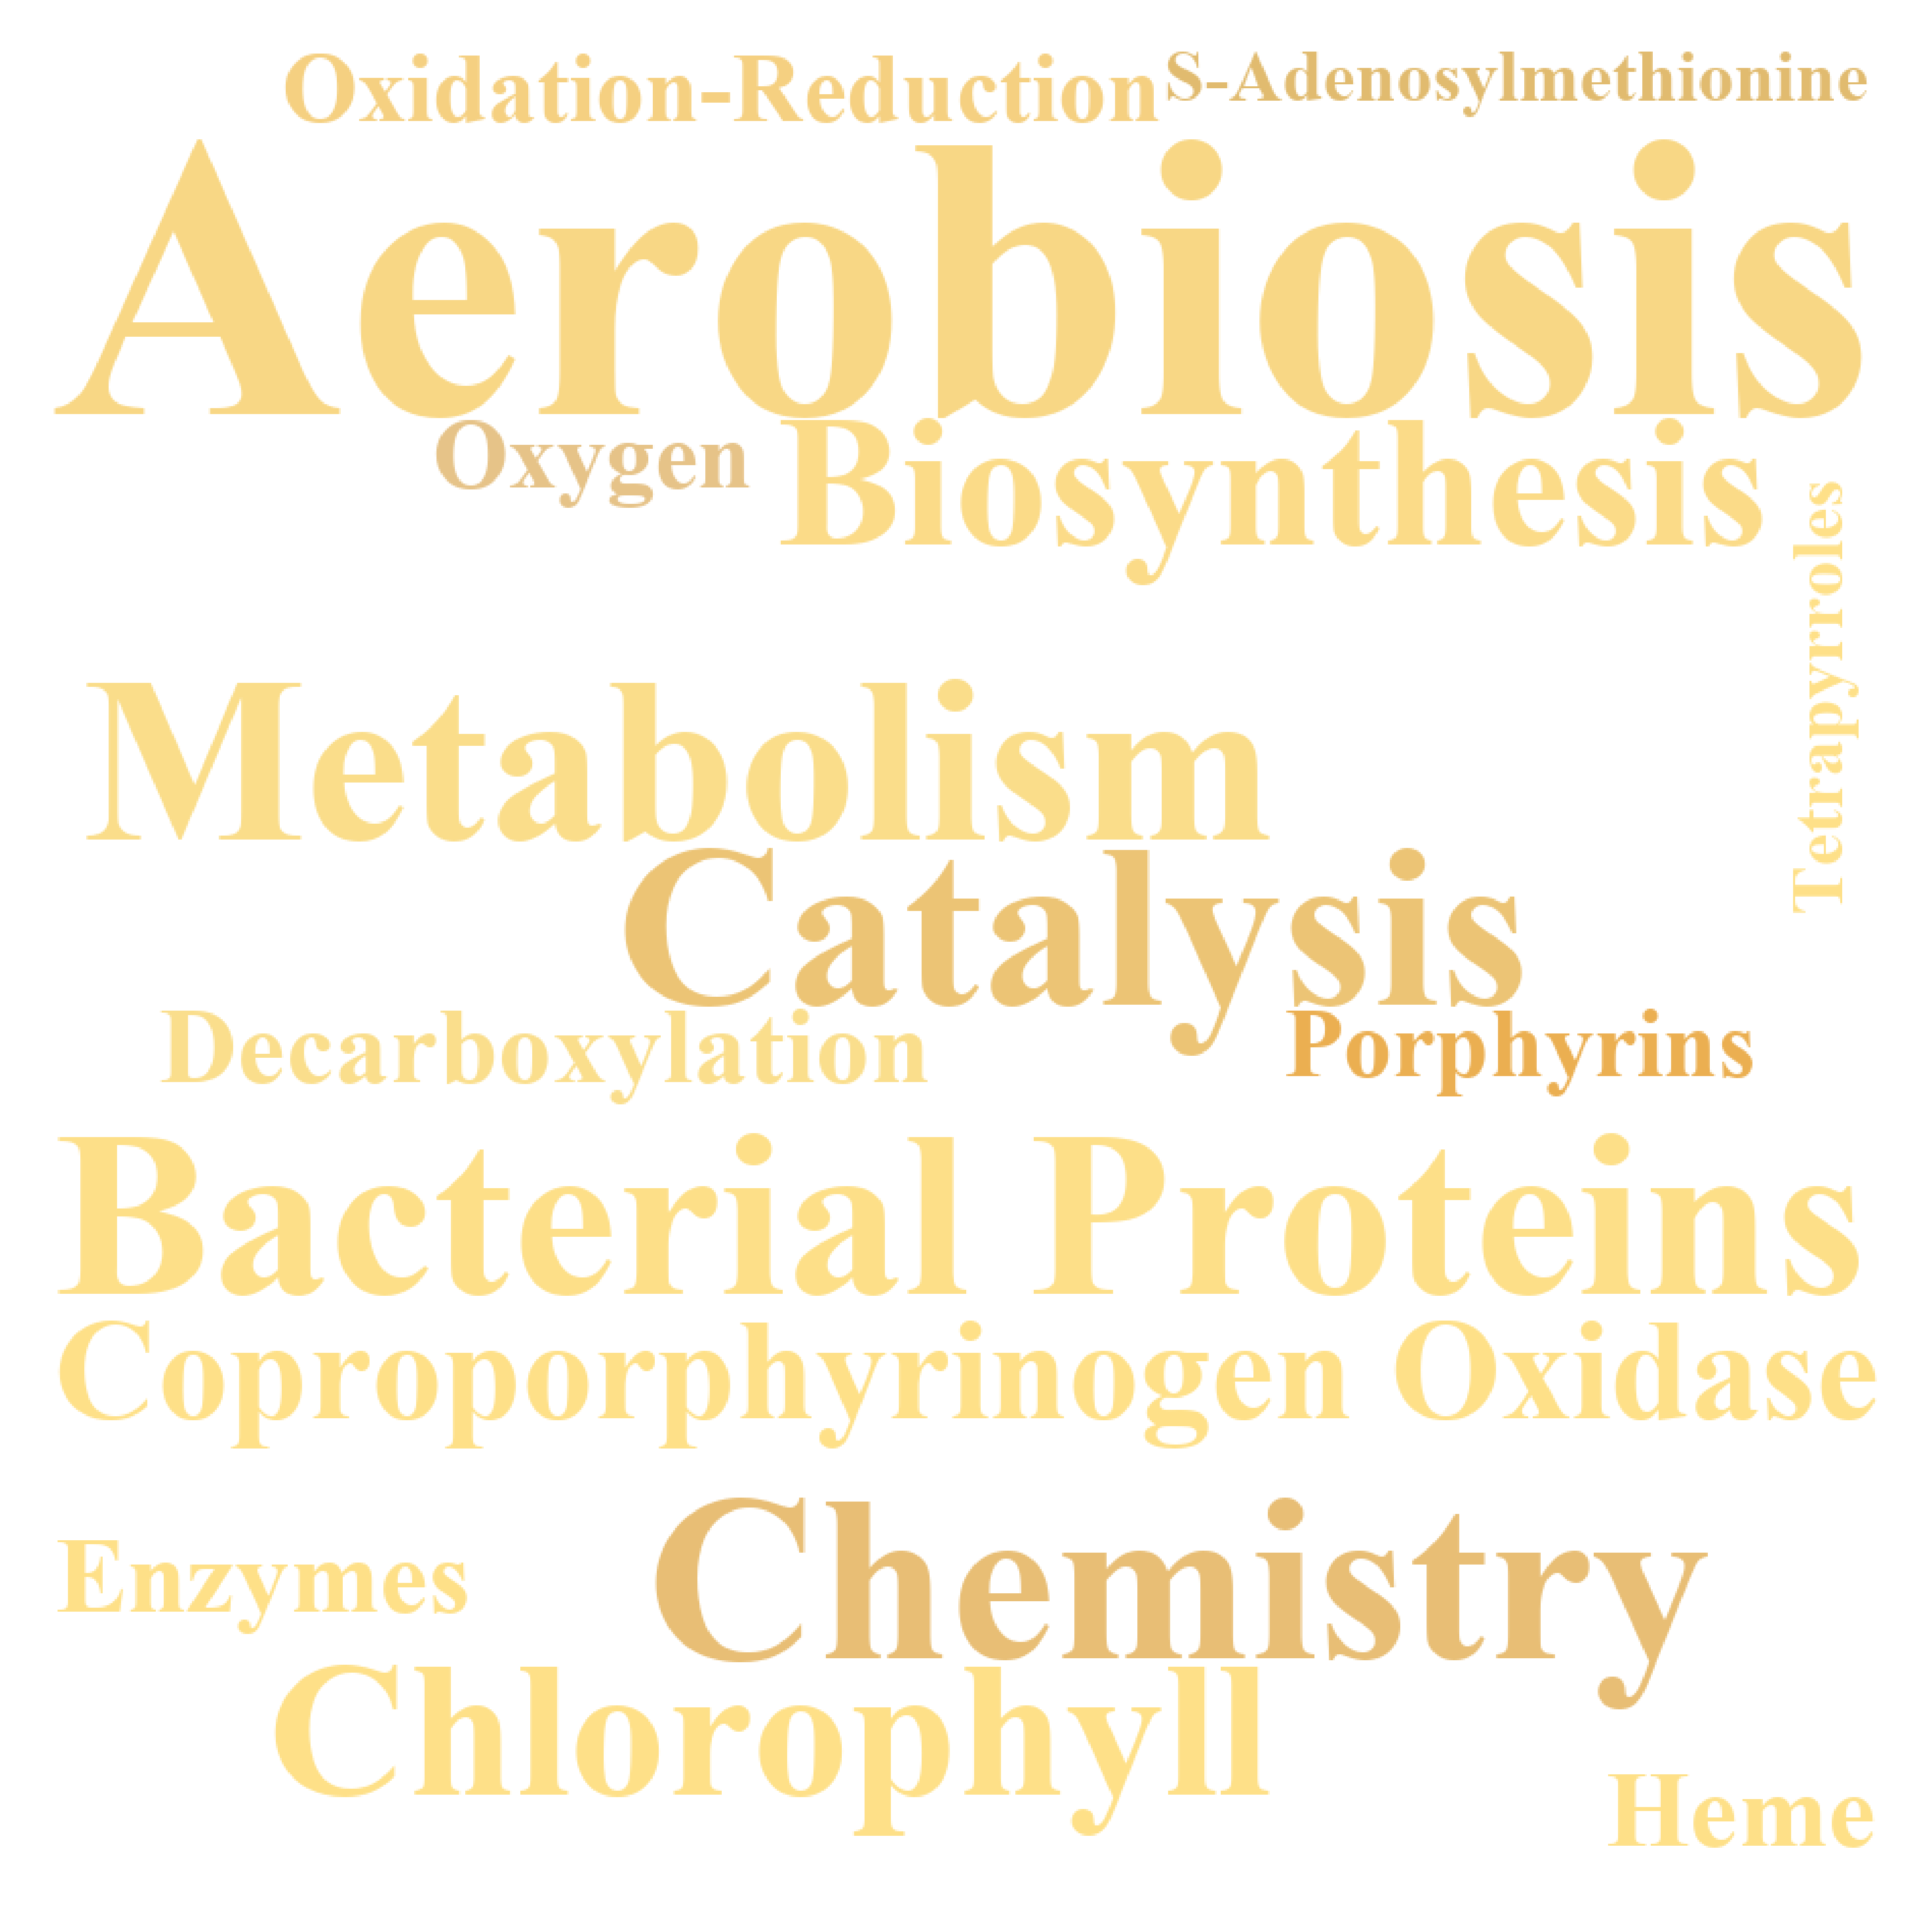 Oxidation-Reduction
S-Adenosylmethionine
Aerobiosis
Oxygen
Biosynthesis
Tetrapyrroles
Metabolism
Catalysis
Decarboxylation
Porphyrins
Bacterial Proteins
Coproporphyrinogen Oxidase
Enzymes
Chemistry
Chlorophyll
Heme